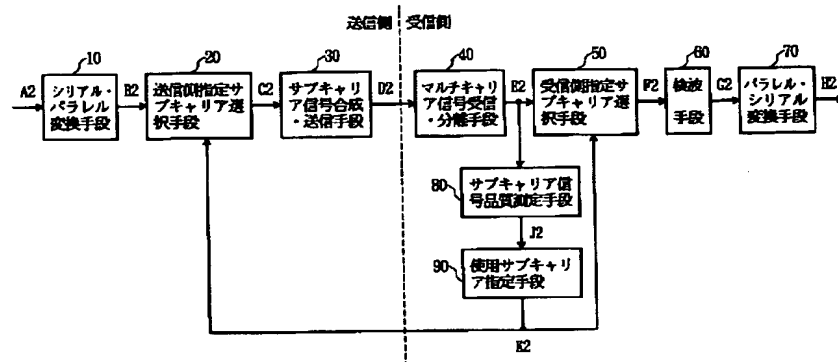 送信側 受信側
10
20
30
40
50
60
70
A2
シリアル・
パラレル
変換手段
B2
送信側指定サ
ブキャリア選
択手段
C2
サブキャリ
ア信号合成
・送信手段
D2
マルチキャリ
ア信号受信
・分離手段
E2
受信側指定サ
ブキャリア選
択手段
F2
検波
手段
G2
パラレル・
シリアル
変換手段
H2
80
サブキャリア信
号品質測定手段
J2
90
使用サブキャリ
ア指定手段
K2